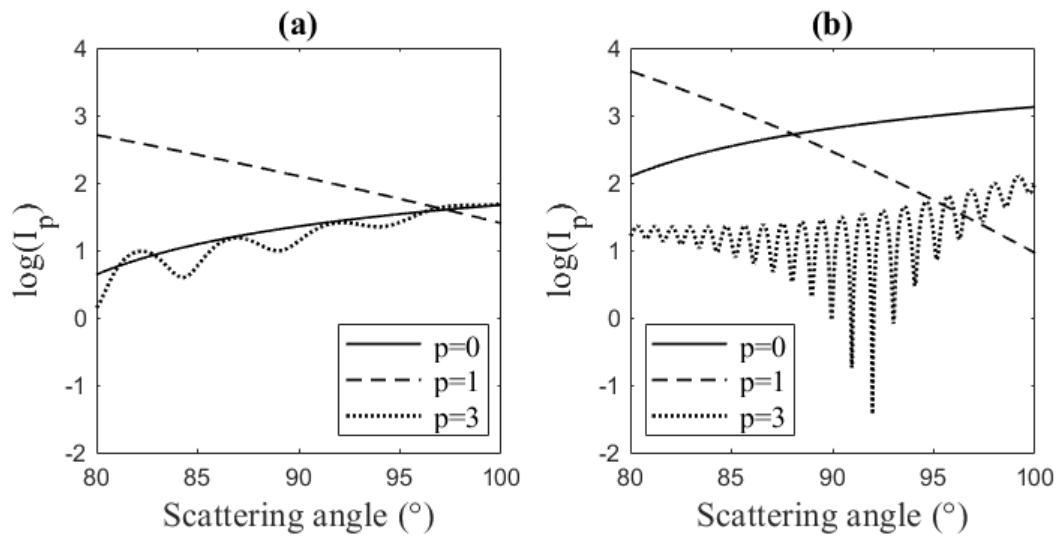 (a)
4
3
2
1
0
-1
-2
log(I_p)
p=0
p=1
p=3
80
85
90
95
100
Scattering angle (°)
(b)
4
3
2
1
0
-1
-2
log(I_p)
p=0
p=1
p=3
80
85
90
95
100
Scattering angle (°)